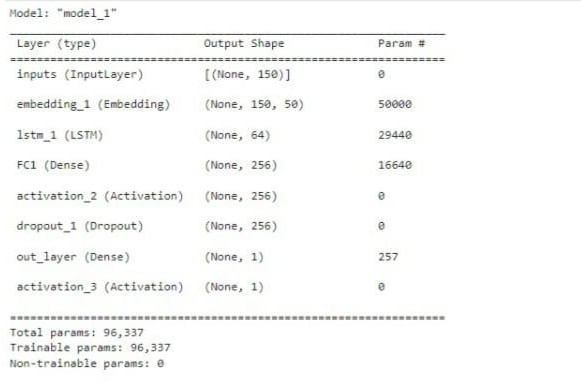 Model: "model_1"
Layer (type) Output Shape Param #
inputs (InputLayer) [(None, 150)] 0
embedding_1 (Embedding) (None, 150, 50) 50000
lstm_1 (LSTM) (None, 64) 29440
FC1 (Dense) (None, 256) 16640
activation_2 (Activation) (None, 256) 0
dropout_1 (Dropout) (None, 256) 0
out_layer (Dense) (None, 1) 257
activation_3 (Activation) (None, 1) 0
Total params: 96,337
Trainable params: 96,337
Non-trainable params: 0